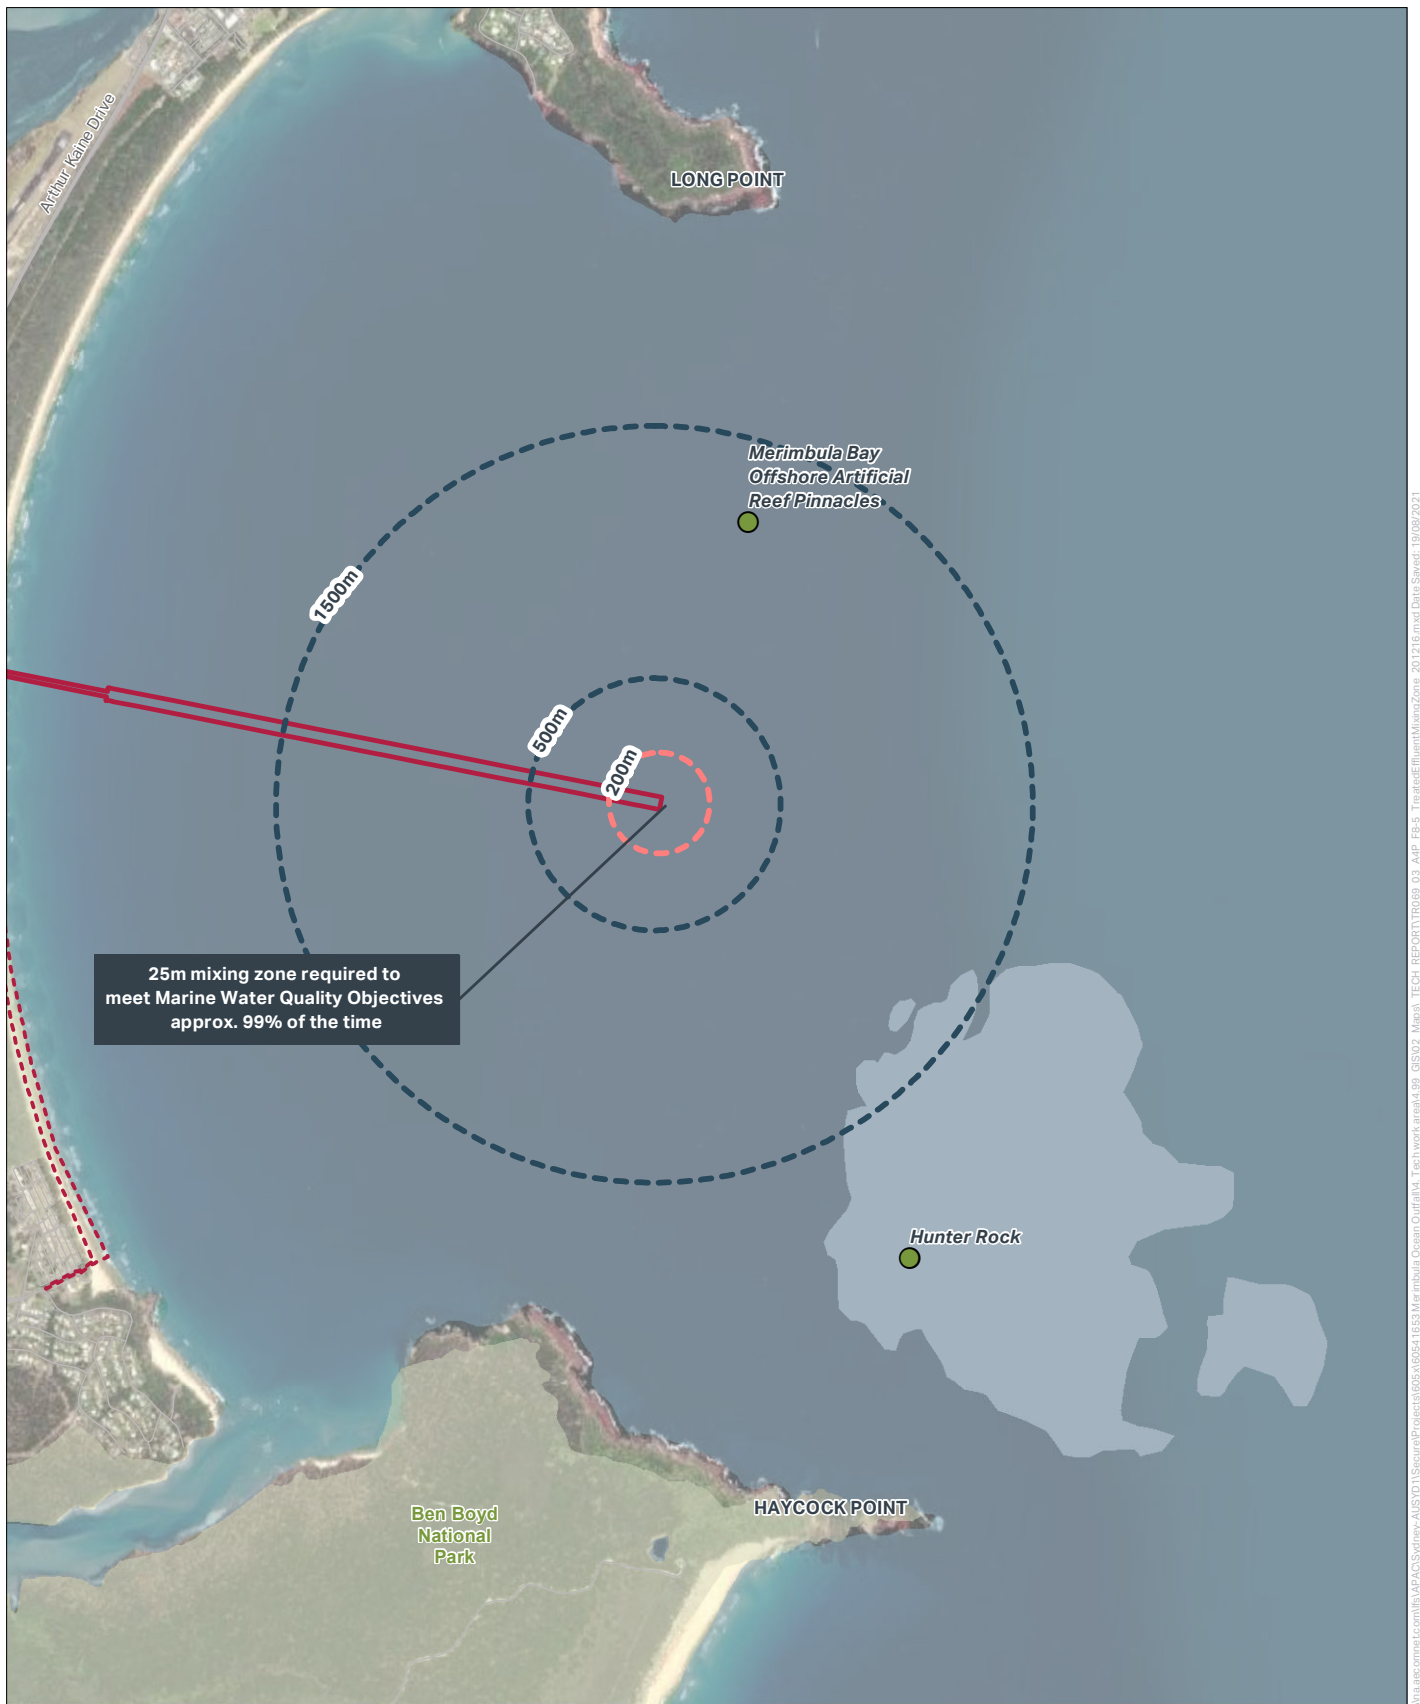 Arthur Kaine Drive
LONG POINT
Merimbula Bay
Offshore Artificial
Reef Pinnacles
1500m
500m
200m
25m mixing zone required to
meet Marine Water Quality Objectives
approx. 99% of the time
Hunter Rock
HAYCOCK POINT
Ben Boyd
National
Park